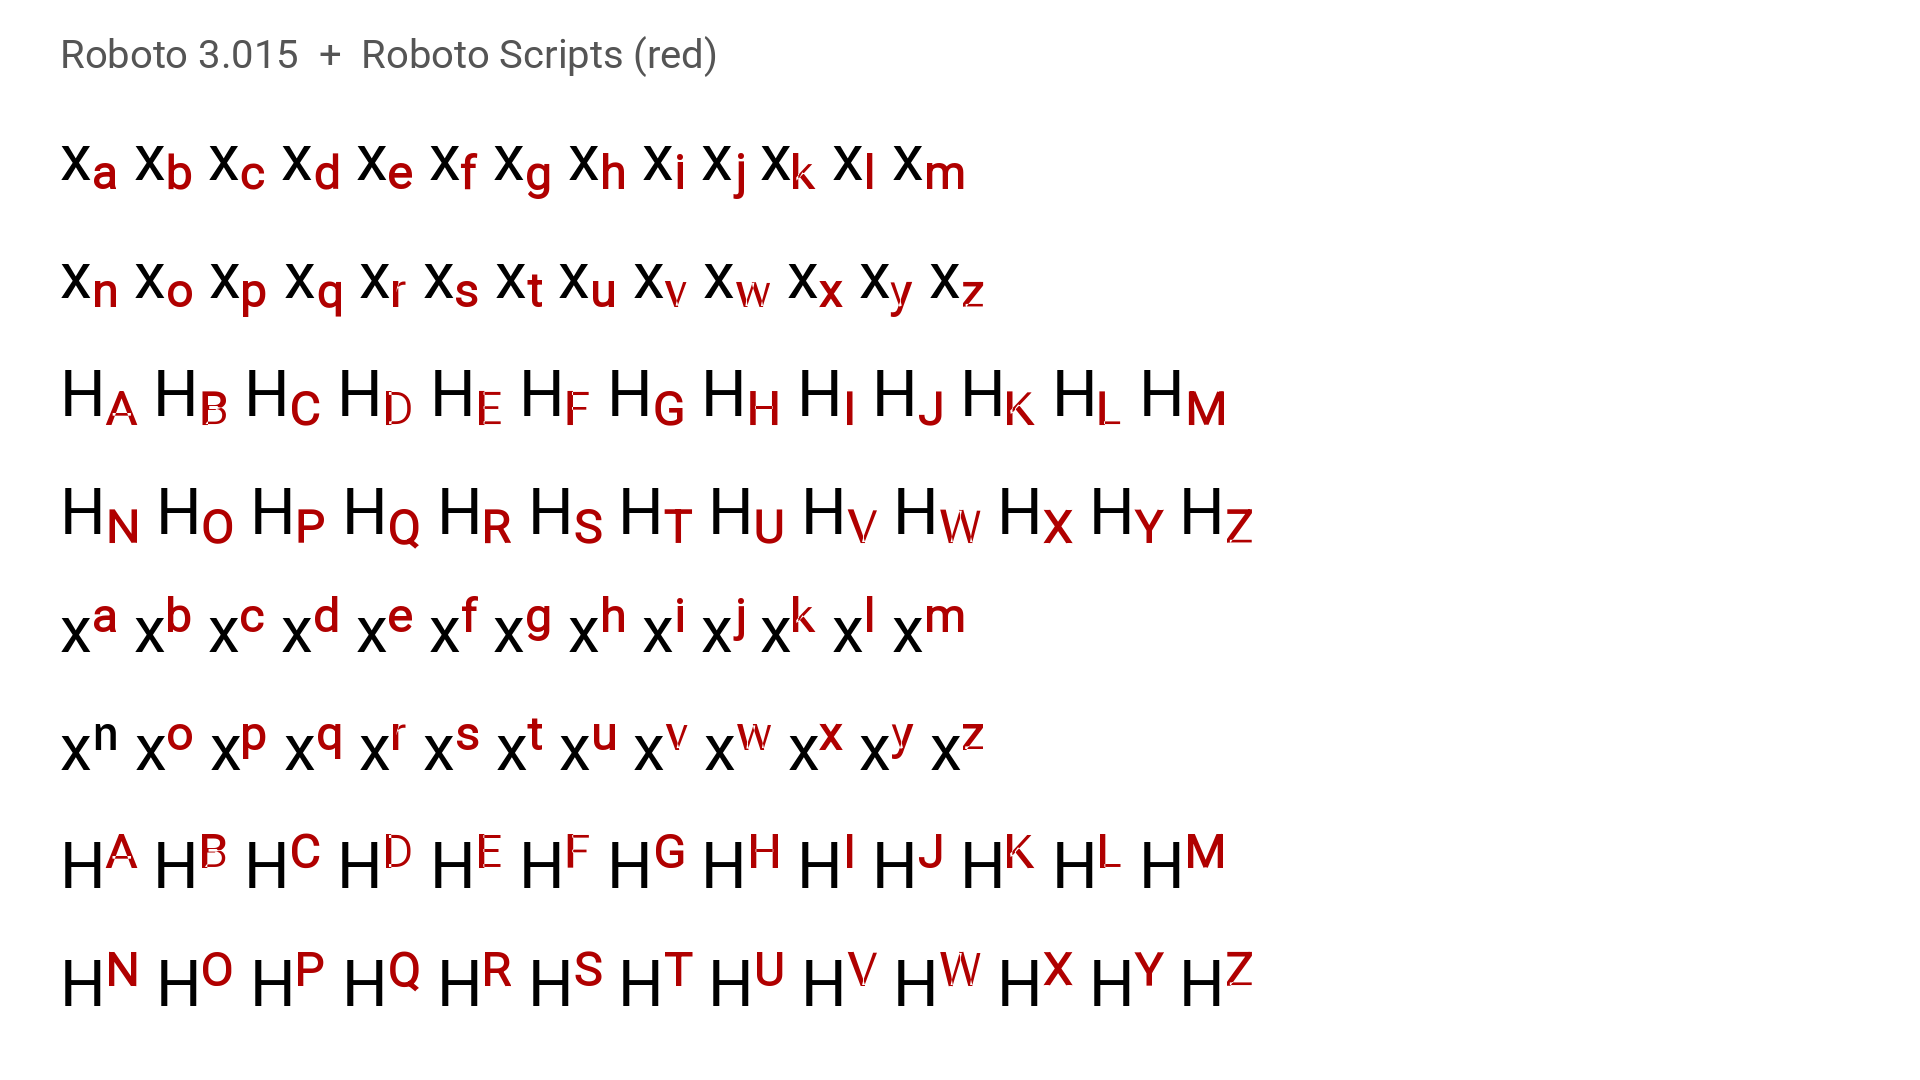 Roboto 3.015 + Roboto Scripts (red)
Xa Xb Xc Xd Xe Xf Xg Xh Xi Xj Xk Xl Xm
Xn Xo Xp Xq Xr Xs Xt Xu Xv Xw Xx Xy Xz
HA HB HC HD HE HF HG HH HI HJ HK HL HM
HN HO HP HQ HR HS HT HU HV HW HX HY HZ
xa xb xc xd xe xf xg xh xi xj xk xl xm
xn xo xp xq xr xs xt xu xv xw xx xy xz
HA HB HC HD HE HF HG HH HI HJ HK HL HM
HN HO HP HQ HR HS HT HU HV HW HX HY HZ